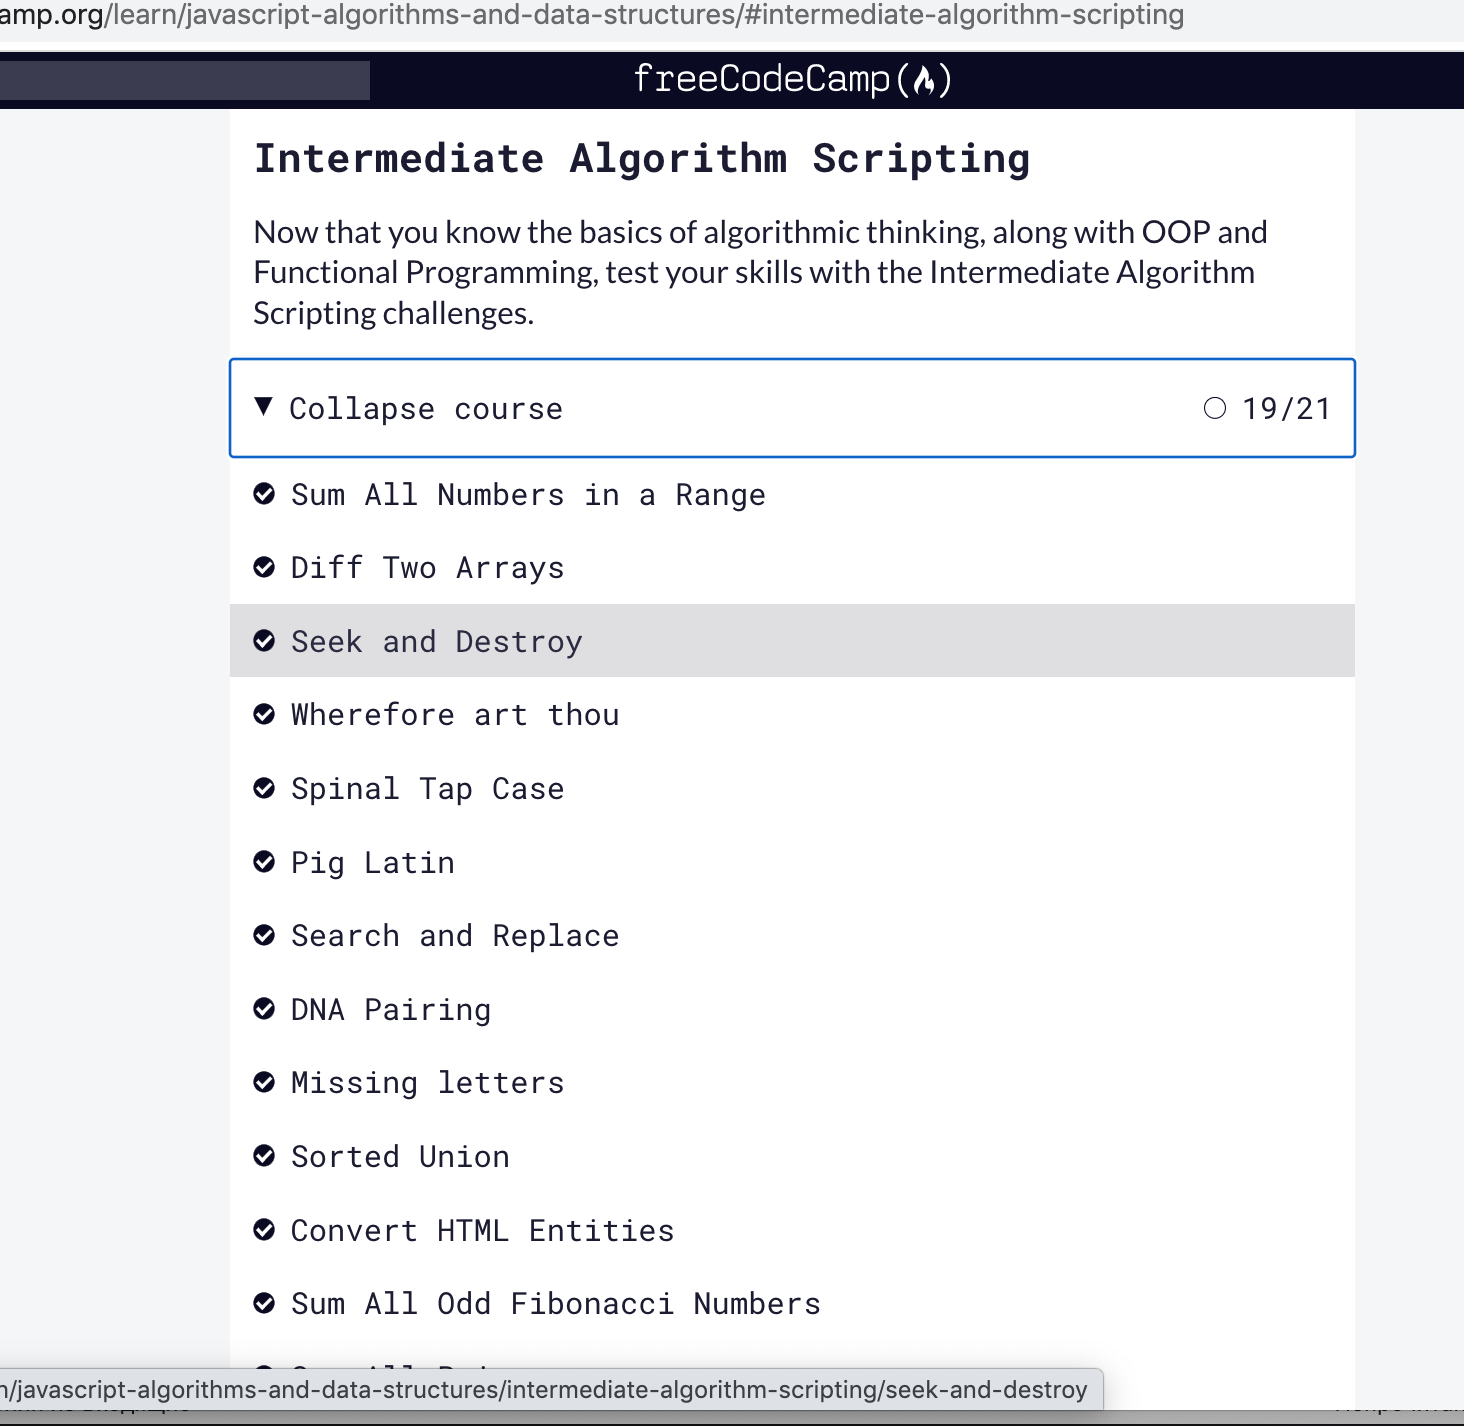 amp.org/learn/javascript-algorithms-and-data-structures/#intermediate-algorithm-scripting
freeCodeCamp
Intermediate Algorithm Scripting
Now that you know the basics of algorithmic thinking, along with OOP and
Functional Programming, test your skills with the Intermediate Algorithm
Scripting challenges.
Collapse course 19/21
Sum All Numbers in a Range
Diff Two Arrays
Seek and Destroy
Wherefore art thou
Spinal Tap Case
Pig Latin
Search and Replace
DNA Pairing
Missing letters
Sorted Union
Convert HTML Entities
Sum All Odd Fibonacci Numbers
n/javascript-algorithms-and-data-structures/intermediate-algorithm-scripting/seek-and-destroy